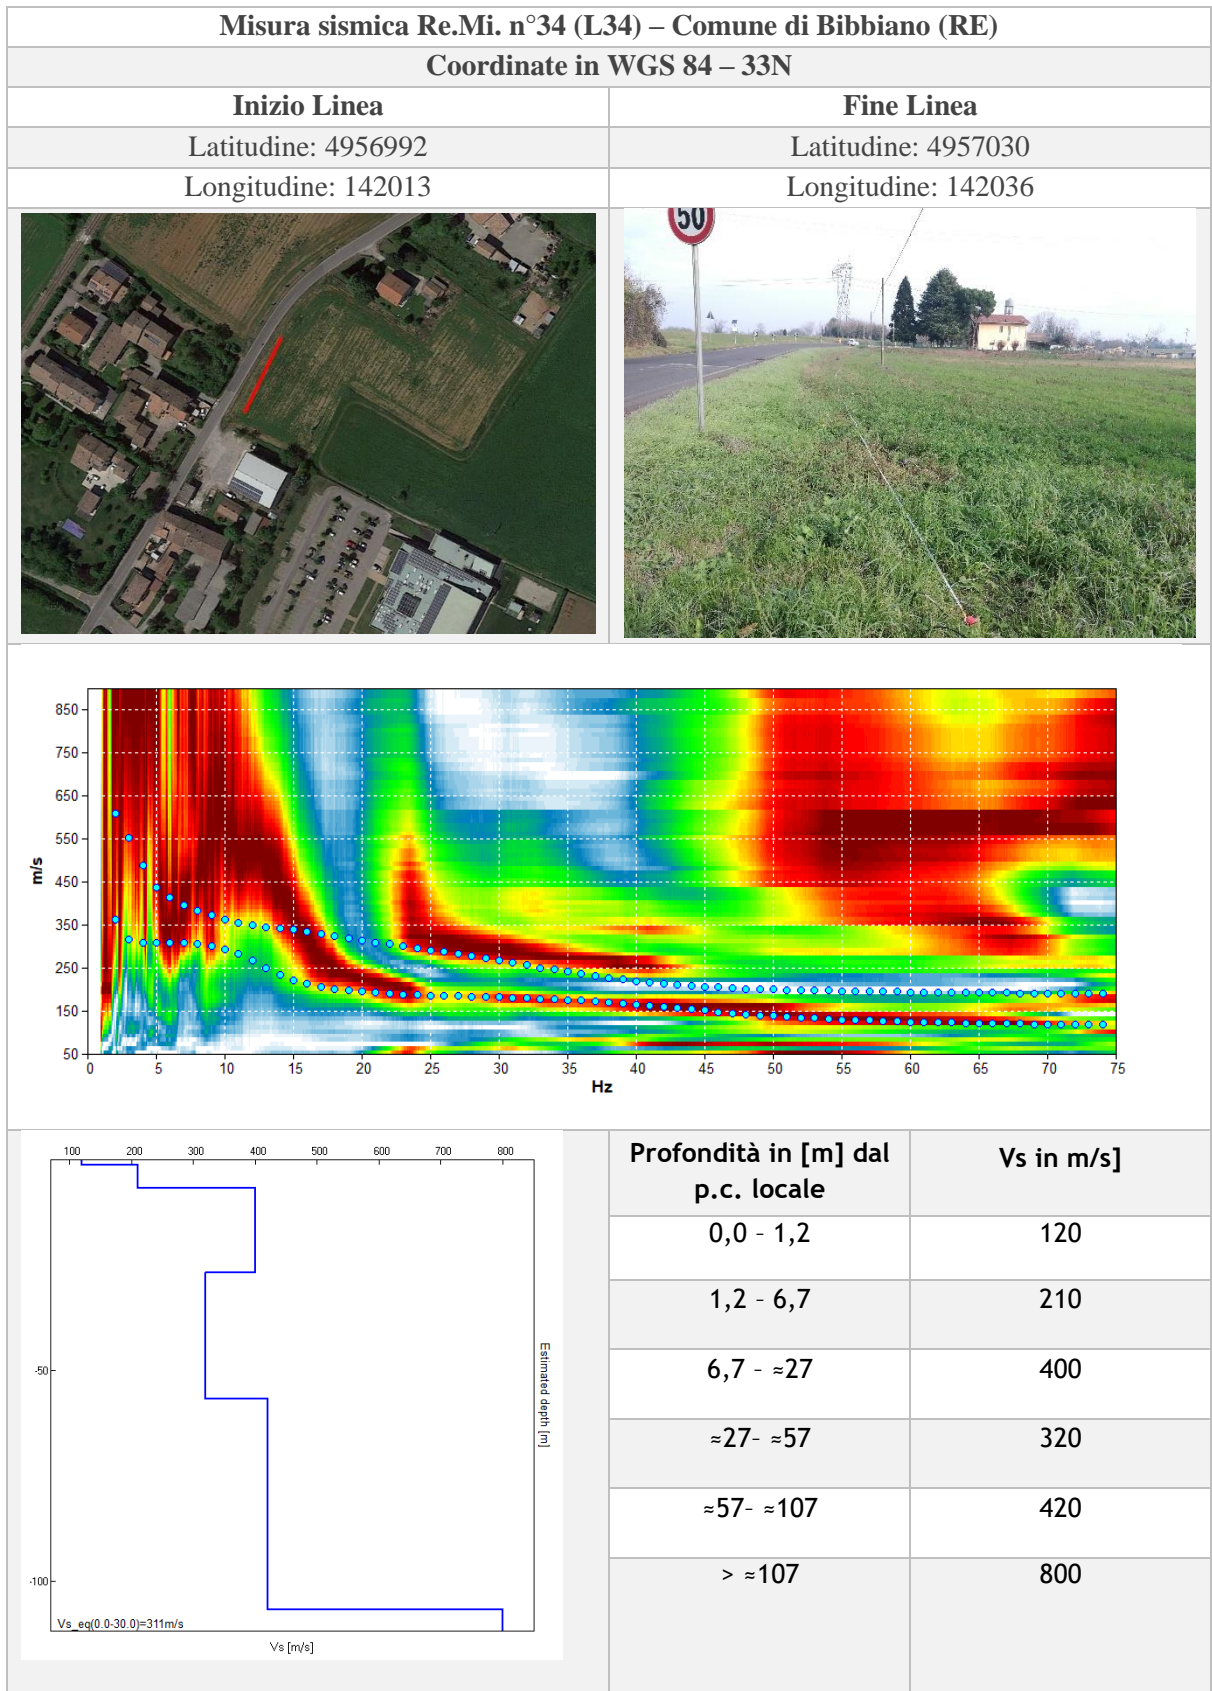 Misura sismica Re.Mi. n°34 (L34) – Comune di Bibbiano (RE)
Coordinate in WGS 84 – 33N
Inizio Linea
Fine Linea
Latitudine: 4956992
Latitudine: 4957030
Longitudine: 142013
Longitudine: 142036
50
850
750
650
550
450
350
250
150
50
m/s
0 5 10 15 20 25 30 35 40 45 50 55 60 65 70 75
Hz
100 200 300 400 500 600 700 800
-50
-100
Estimated depth [m]
Vs_eq(0.0-30.0)=311m/s
Vs [m/s]
Profondità in [m] dal
p.c. locale
Vs in m/s]
0,0 – 1,2
120
1,2 – 6,7
210
6,7 – ≈27
400
≈27– ≈57
320
≈57– ≈107
420
> ≈107
800